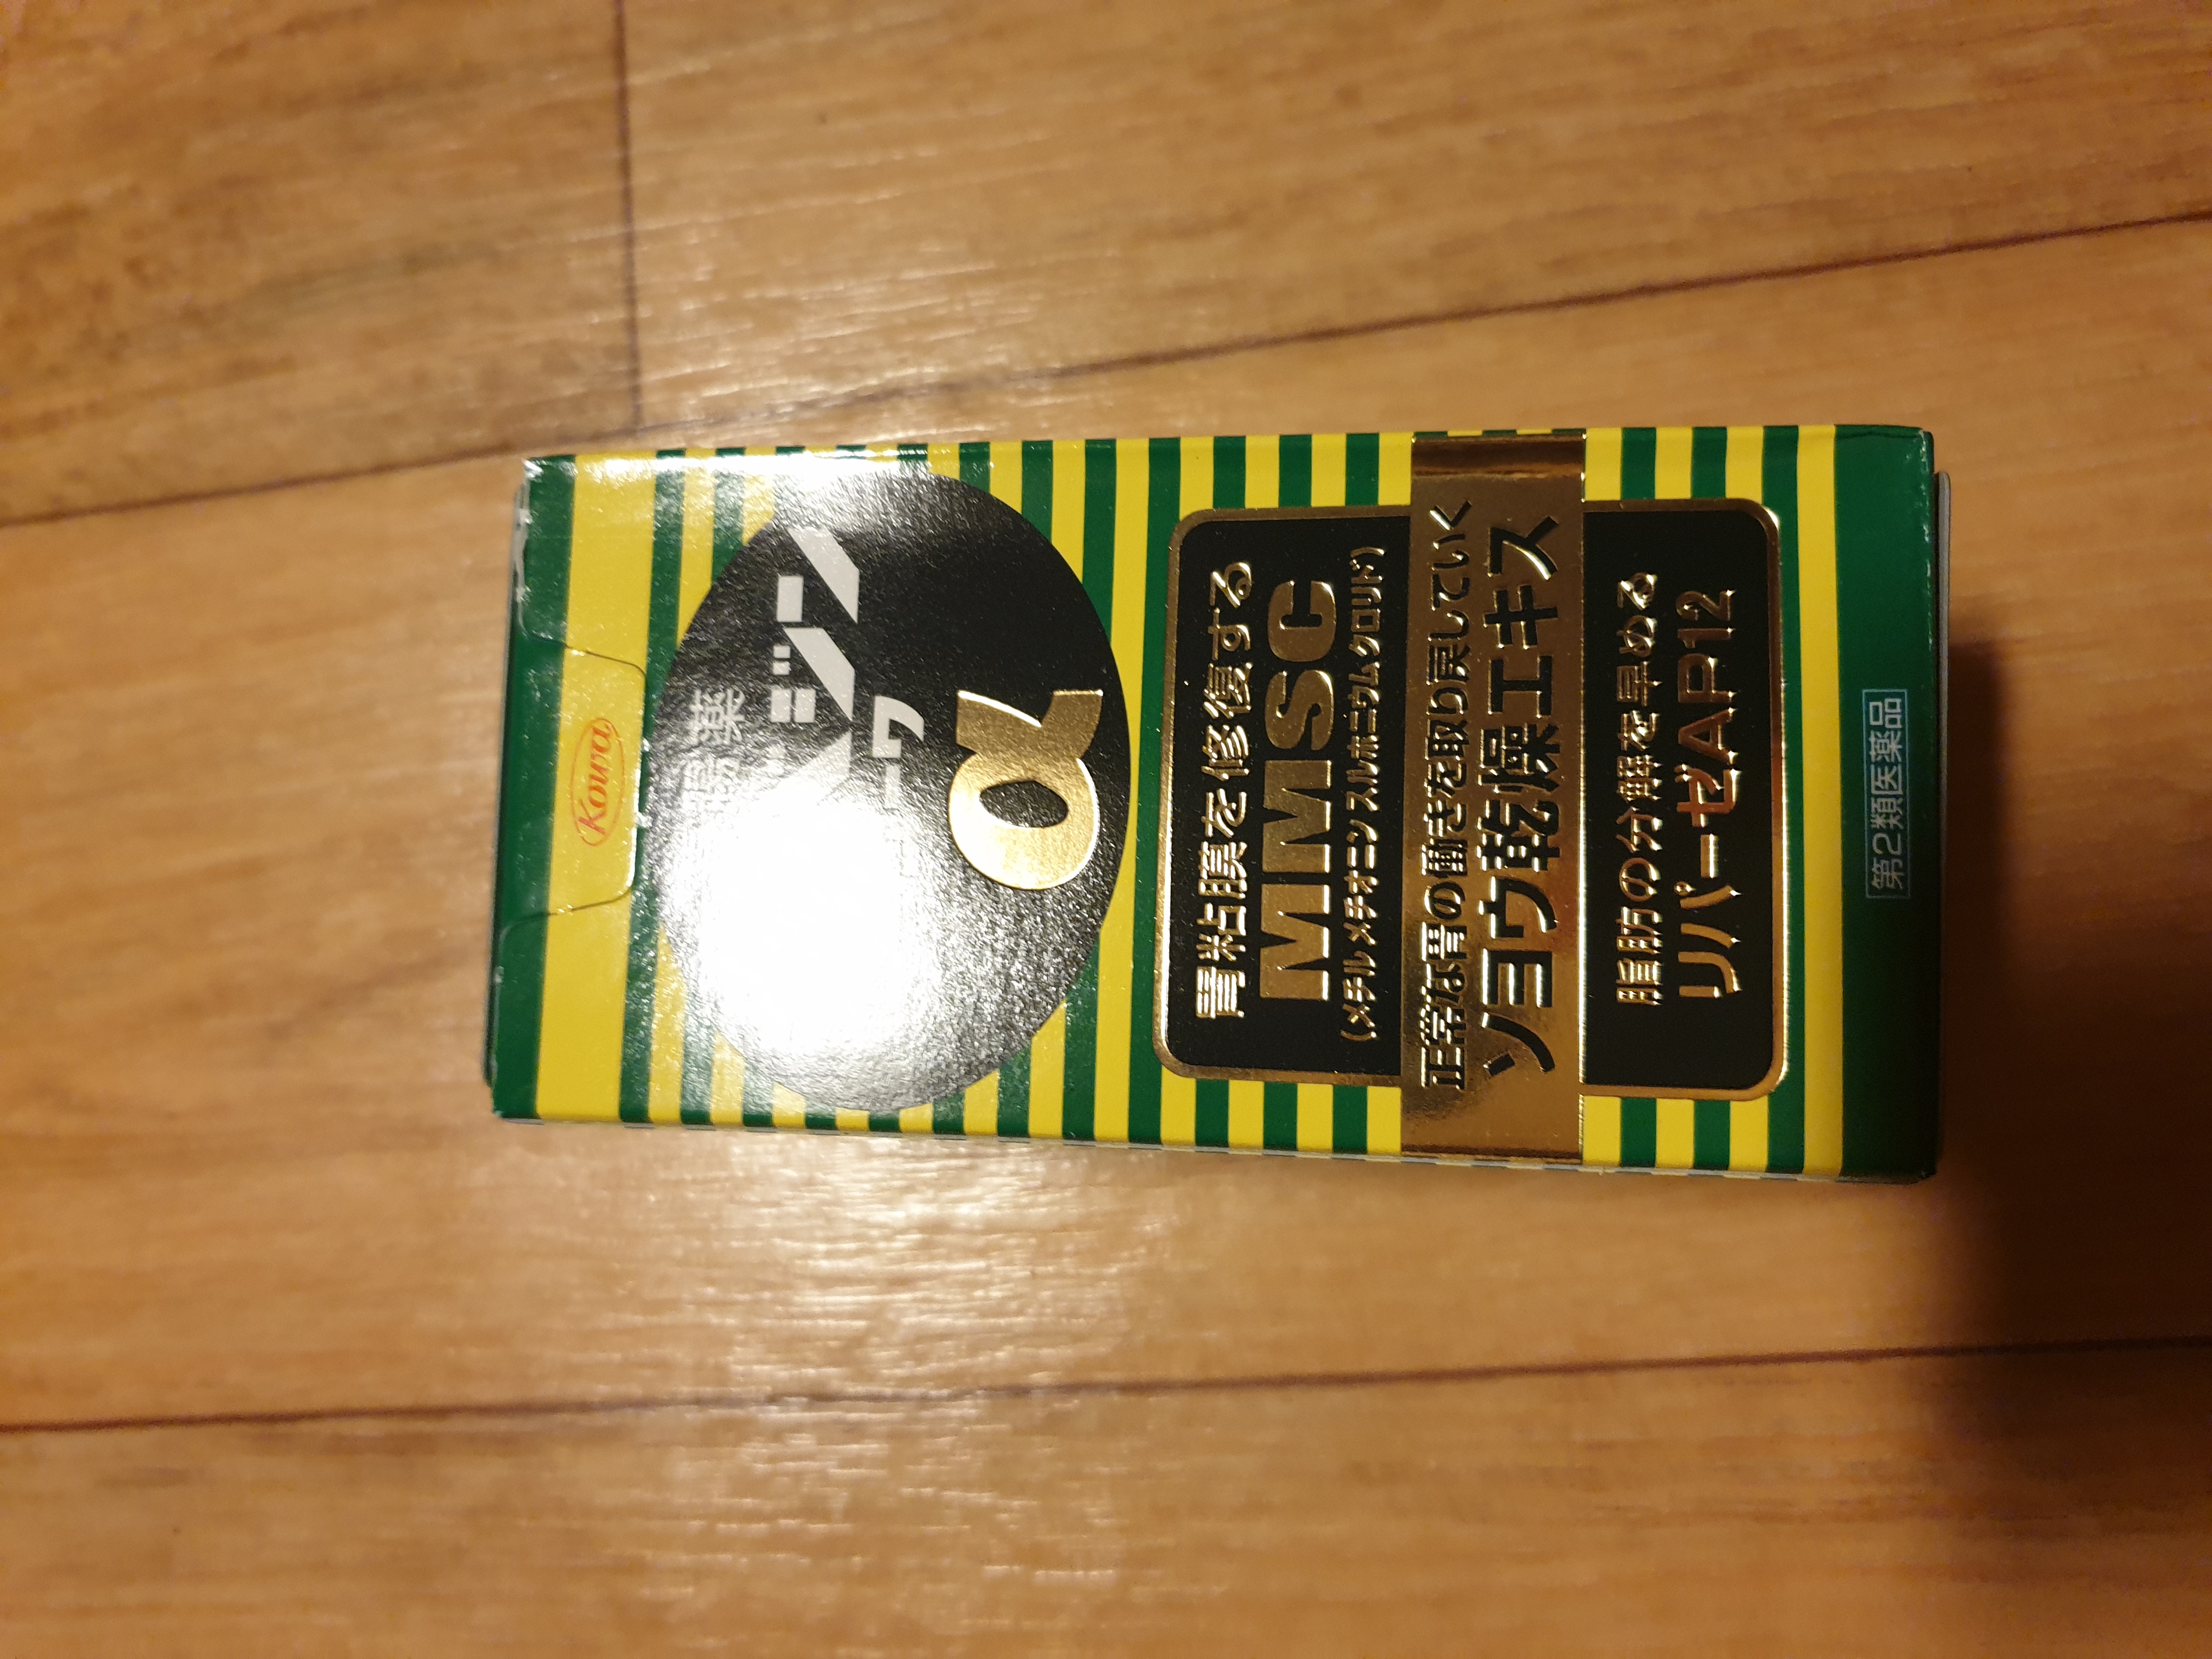 Kowa
腸薬
ベジン
ーワ
α
胃粘膜を修復する
MMSC
(メチルメチオニンスルホニウムクロリド)
正常な胃の働きを取り戻していく
ソヨウ乾燥エキス
脂肪の分解を早める
リパーゼAP12
第2類医薬品